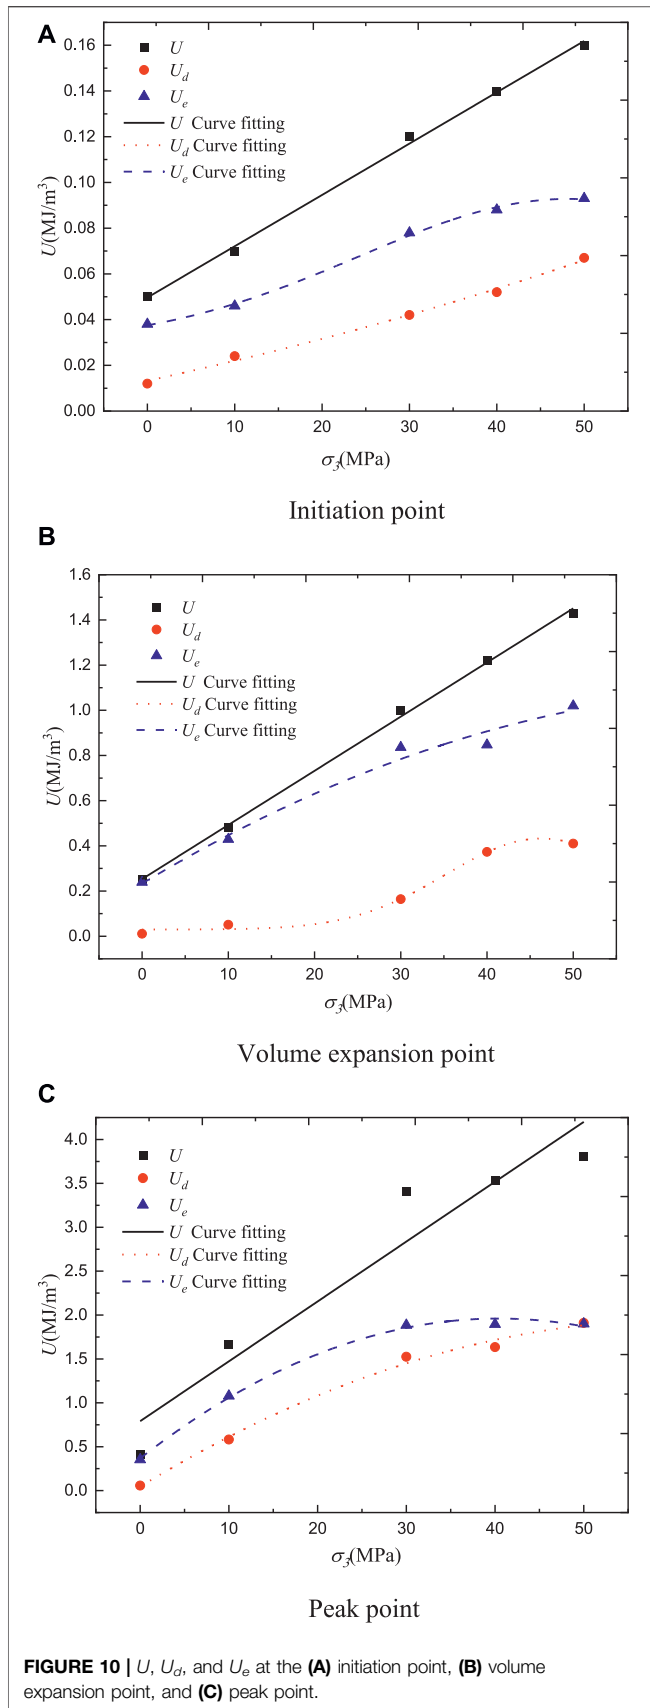 A
0.16
0.14
0.12
0.10
0.08
0.06
0.04
0.02
0.00
U(MJ/m³)
U
U_d
U_e
U Curve fitting
U_d Curve fitting
U_e Curve fitting
0 10 20 30 40 50
σ₃(MPa)
Initiation point
B
1.6
1.4
1.2
1.0
0.8
0.6
0.4
0.2
0.0
U(MJ/m³)
U
U_d
U_e
U Curve fitting
U_d Curve fitting
U_e Curve fitting
0 10 20 30 40 50
σ₃(MPa)
Volume expansion point
C
4.0
3.5
3.0
2.5
2.0
1.5
1.0
0.5
0.0
U(MJ/m³)
U
U_d
U_e
U Curve fitting
U_d Curve fitting
U_e Curve fitting
0 10 20 30 40 50
σ₃(MPa)
Peak point
FIGURE 10 | U, U_d, and U_e at the (A) initiation point, (B) volume
expansion point, and (C) peak point.